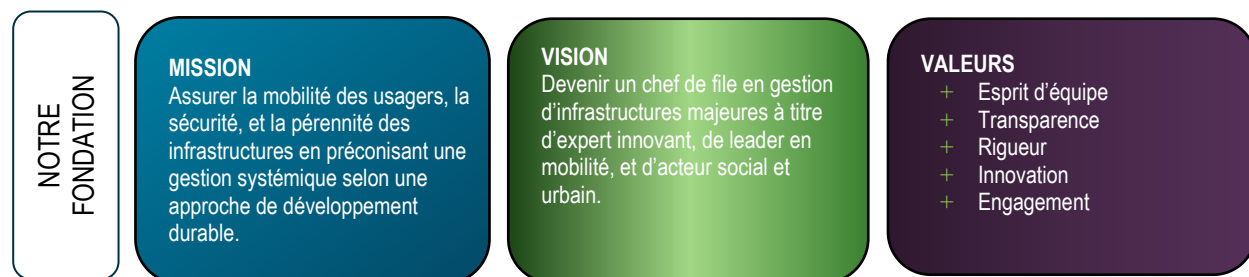 NOTRE
FONDATION
MISSION
Assurer la mobilité des usagers, la
sécurité, et la pérennité des
infrastructures en préconisant une
gestion systémique selon une
approche de développement
durable.
VISION
Devenir un chef de file en gestion
d’infrastructures majeures à titre
d’expert innovant, de leader en
mobilité, et d’acteur social et
urbain.
VALEURS
+ Esprit d’équipe
+ Transparence
+ Rigueur
+ Innovation
+ Engagement